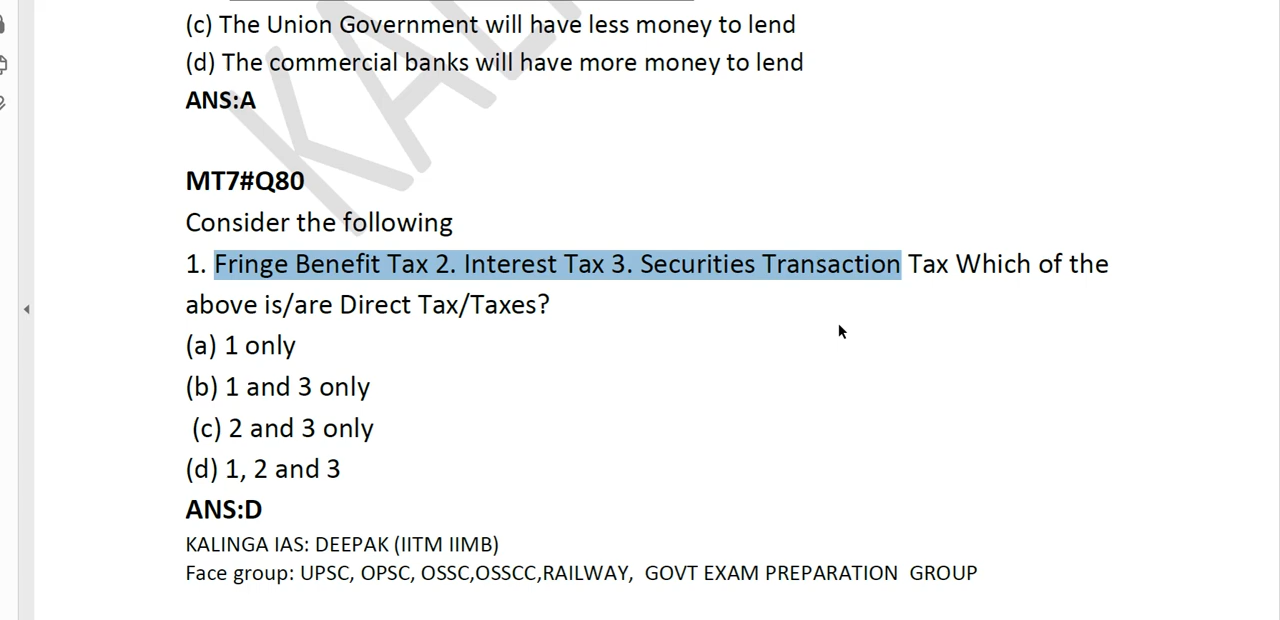 (c) The Union Government will have less money to lend
(d) The commercial banks will have more money to lend
ANS:A
MT7#Q80
Consider the following
1. Fringe Benefit Tax 2. Interest Tax 3. Securities Transaction Tax Which of the
above is/are Direct Tax/Taxes?
(a) 1 only
(b) 1 and 3 only
(c) 2 and 3 only
(d) 1, 2 and 3
ANS:D
KALINGA IAS: DEEPAK (IITM IIMB)
Face group: UPSC, OPSC, OSSC,OSSCC,RAILWAY, GOVT EXAM PREPARATION GROUP